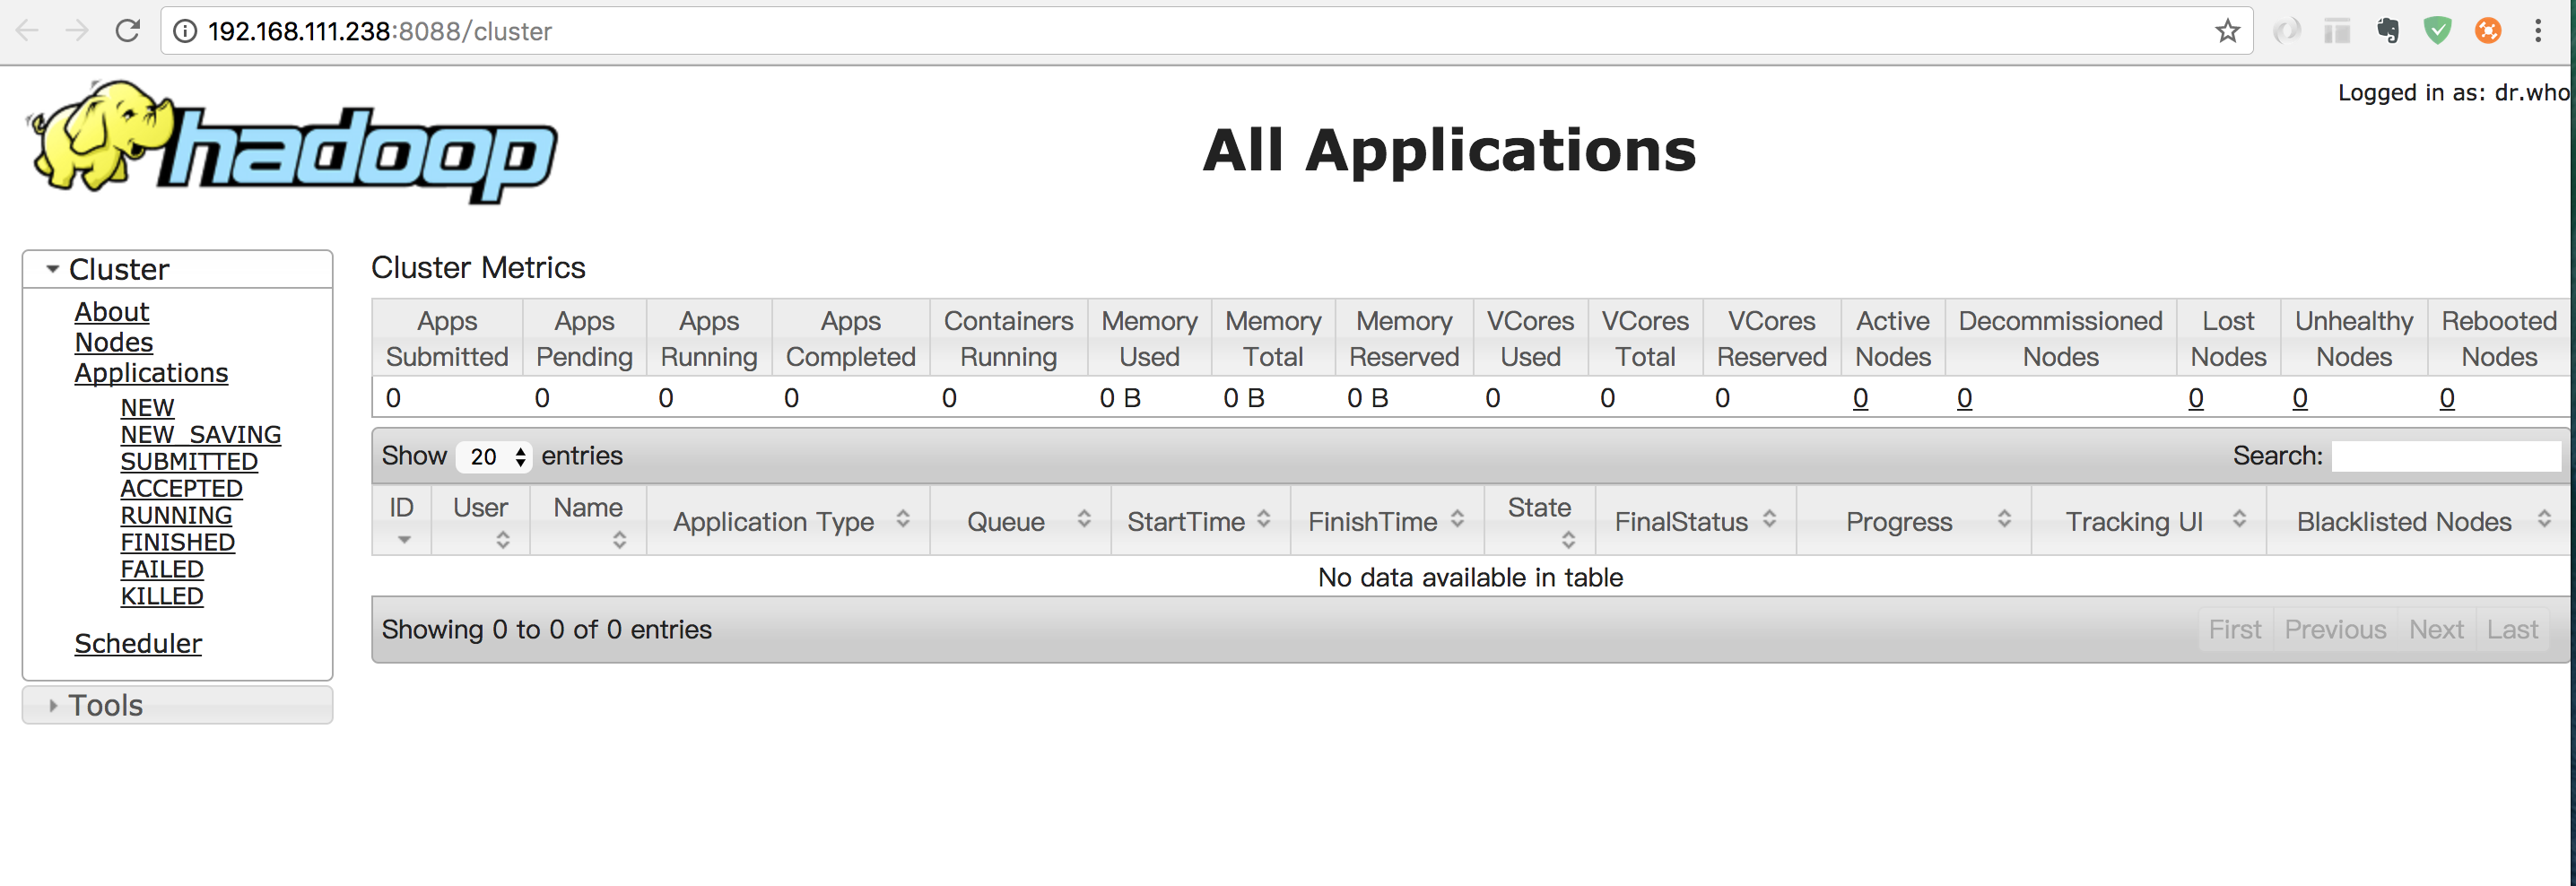 192.168.111.238:8088/cluster
Logged in as: dr.who
hadoop
All Applications
Cluster
About
Nodes
Applications
NEW
NEW_SAVING
SUBMITTED
ACCEPTED
RUNNING
FINISHED
FAILED
KILLED
Scheduler
Tools
Cluster Metrics
Apps Submitted Apps Pending Apps Running Apps Completed Containers Running Memory Used Memory Total Memory Reserved VCores Used VCores Total VCores Reserved Active Nodes Decommissioned Nodes Lost Nodes Unhealthy Nodes Rebooted Nodes
0 0 0 0 0 0 B 0 B 0 B 0 0 0 0 0 0 0 0
Show 20 entries Search:
ID User Name Application Type Queue StartTime FinishTime State FinalStatus Progress Tracking UI Blacklisted Nodes
No data available in table
Showing 0 to 0 of 0 entries First Previous Next Last